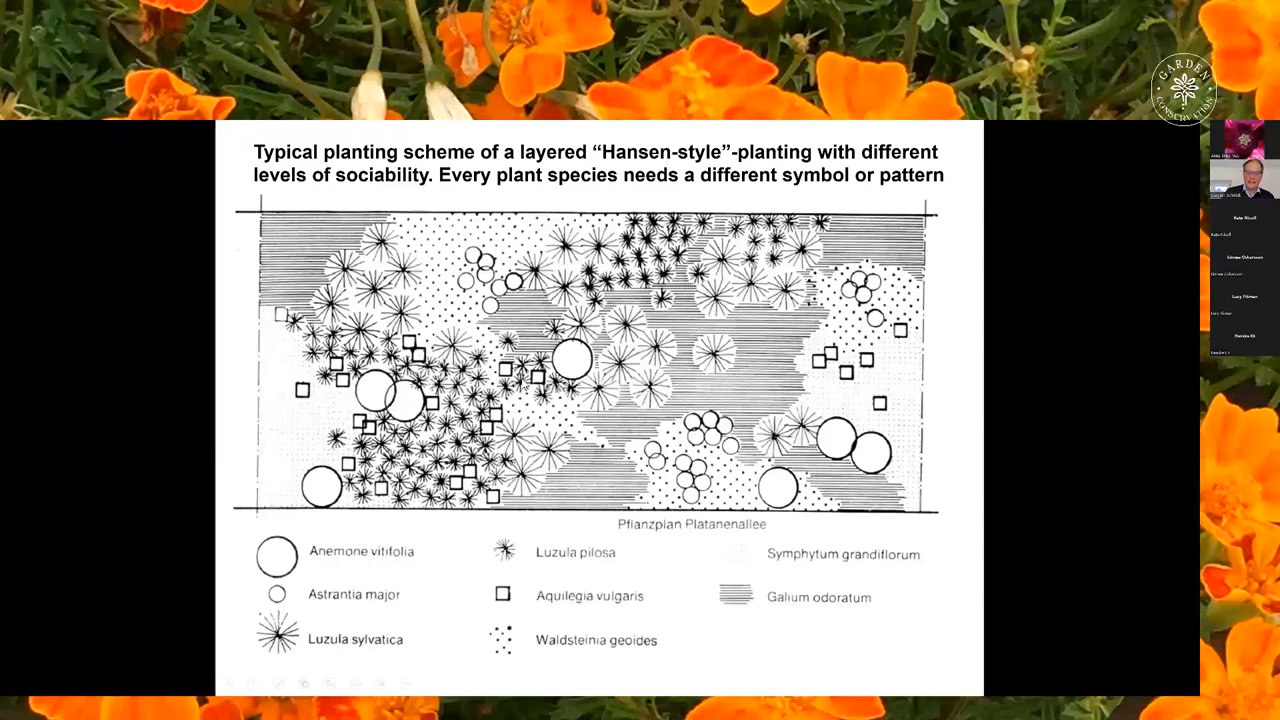 Typical planting scheme of a layered “Hansen-style”-planting with different
levels of sociability. Every plant species needs a different symbol or pattern
Pflanzplan Platanenallee
Anemone vitifolia
Astrantia major
Luzula sylvatica
Luzula pilosa
Aquilegia vulgaris
Waldsteinia geoides
Symphytum grandiflorum
Galium odoratum
GARDEN
CONSERVATION